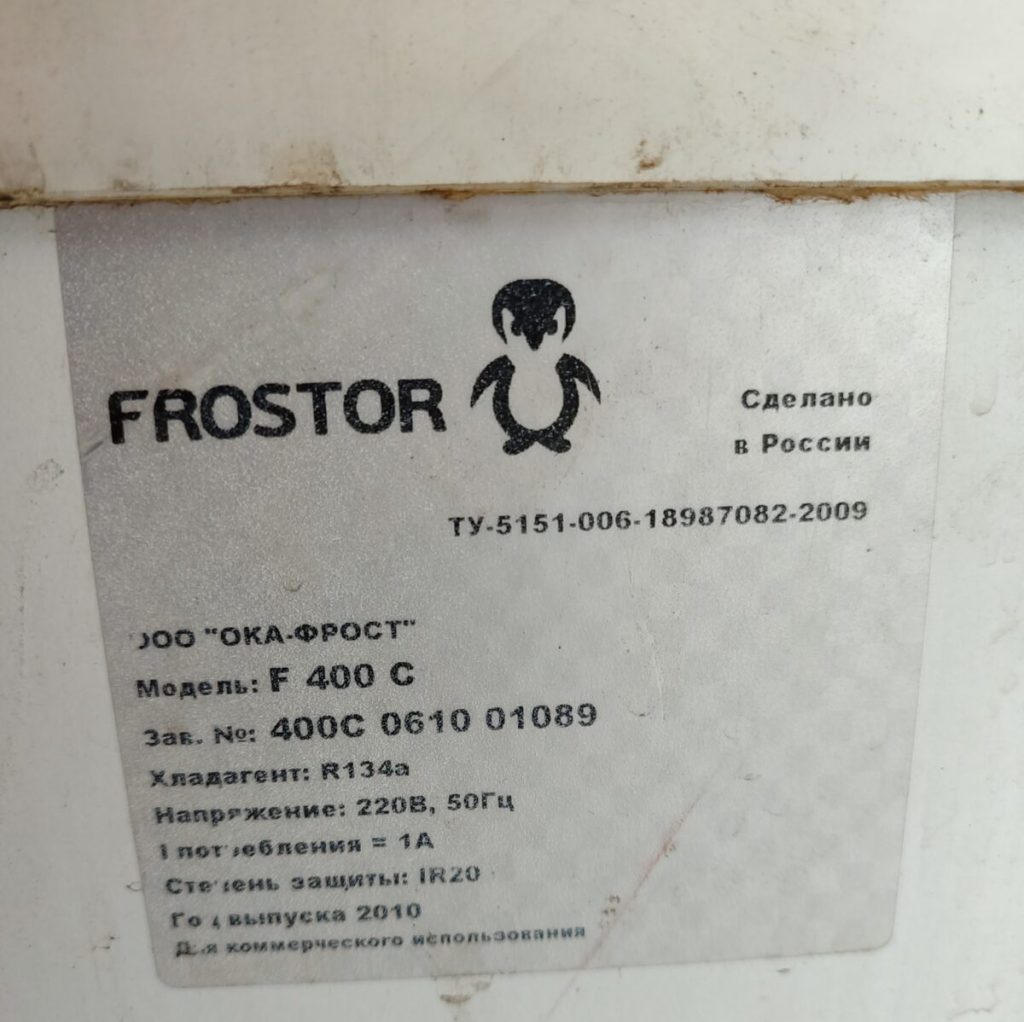 FROSTOR
Сделано
в России
ТУ-5151-006-18987082-2009
ООО "ОКА-ФРОСТ"
Модель: F 400 C
Зав. №: 400C 0610 01089
Хладагент: R134a
Напряжение: 220В, 50Гц
I потребления = 1А
Степень защиты: IR20
Год выпуска 2010
Для коммерческого использования